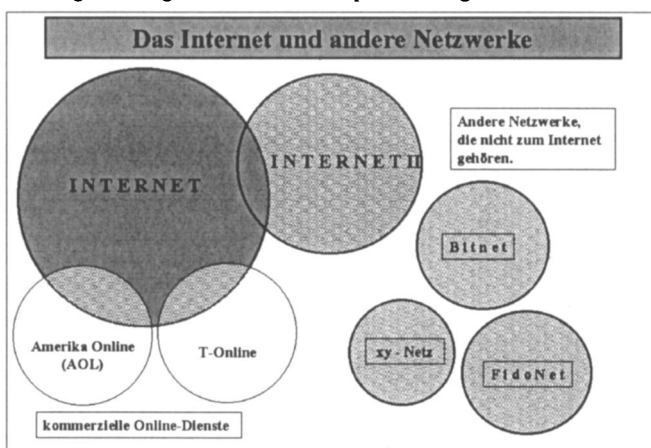 Das Internet und andere Netzwerke
Andere Netzwerke,
die nicht zum Internet
gehören.
INTERNET
INTERNET II
Bitnet
Amerika Online
(AOL)
T-Online
xy - Netz
FidoNet
kommerzielle Online-Dienste